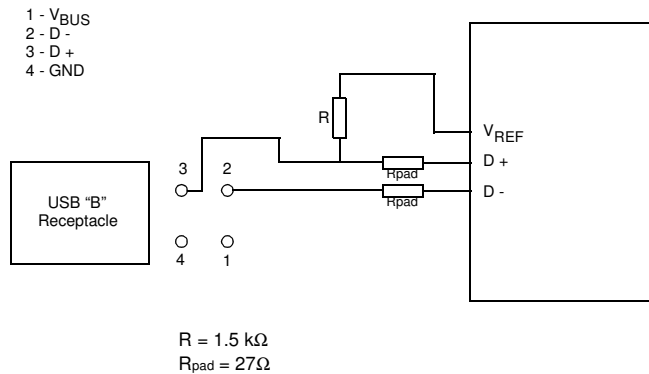 1 - VBUS
2 - D -
3 - D +
4 - GND
R
VREF
3
2
Rpad
D +
USB “B”
Receptacle
Rpad
D -
4
1
R = 1.5 kΩ
Rpad = 27Ω